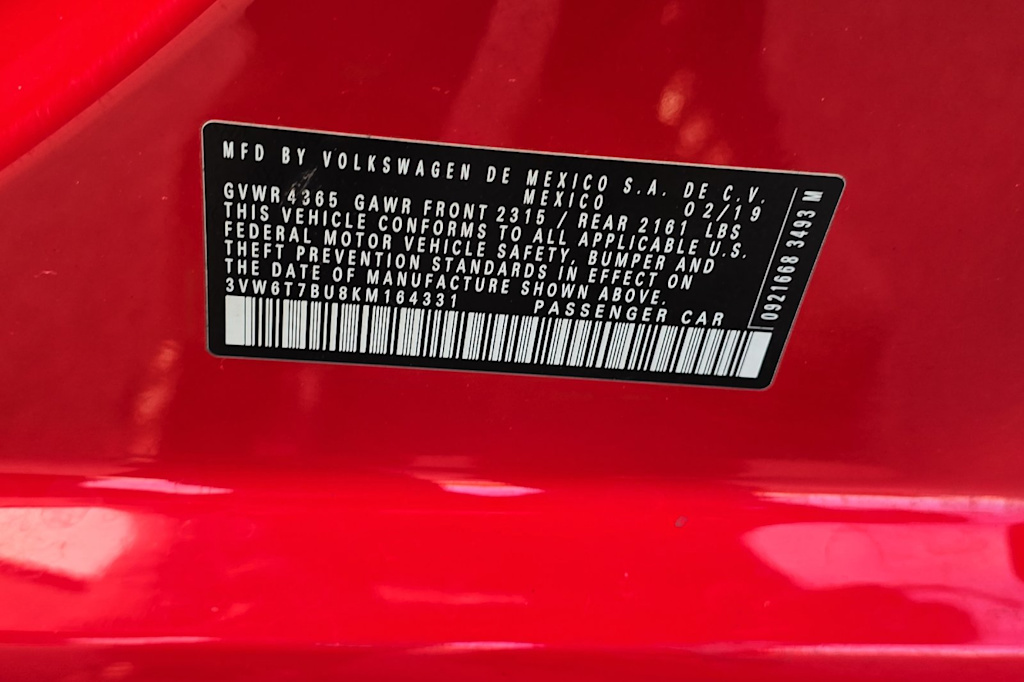 MFD BY VOLKSWAGEN DE MEXICO S.A. DE C.V.
MEXICO 02/19
GVWR 4365 GAWR FRONT 2315 / REAR 2161 LBS
THIS VEHICLE CONFORMS TO ALL APPLICABLE U.S.
FEDERAL MOTOR VEHICLE SAFETY, BUMPER AND
THEFT PREVENTION STANDARDS IN EFFECT ON
THE DATE OF MANUFACTURE SHOWN ABOVE.
3VW6T7BU8KM164331 PASSENGER CAR
0921668 3493 M